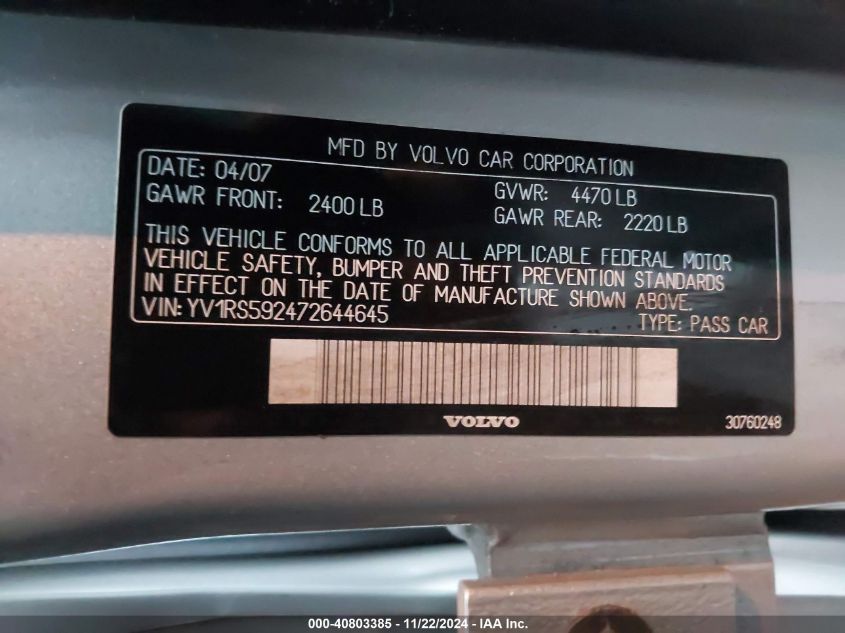 MFD BY VOLVO CAR CORPORATION
DATE: 04/07 GVWR: 4470 LB
GAWR FRONT: 2400 LB GAWR REAR: 2220 LB
THIS VEHICLE CONFORMS TO ALL APPLICABLE FEDERAL MOTOR
VEHICLE SAFETY, BUMPER AND THEFT PREVENTION STANDARDS
IN EFFECT ON THE DATE OF MANUFACTURE SHOWN ABOVE.
VIN: YV1RS592472644645 TYPE: PASS CAR
VOLVO 30760248
000-40803385 - 11/22/2024 - IAA Inc.